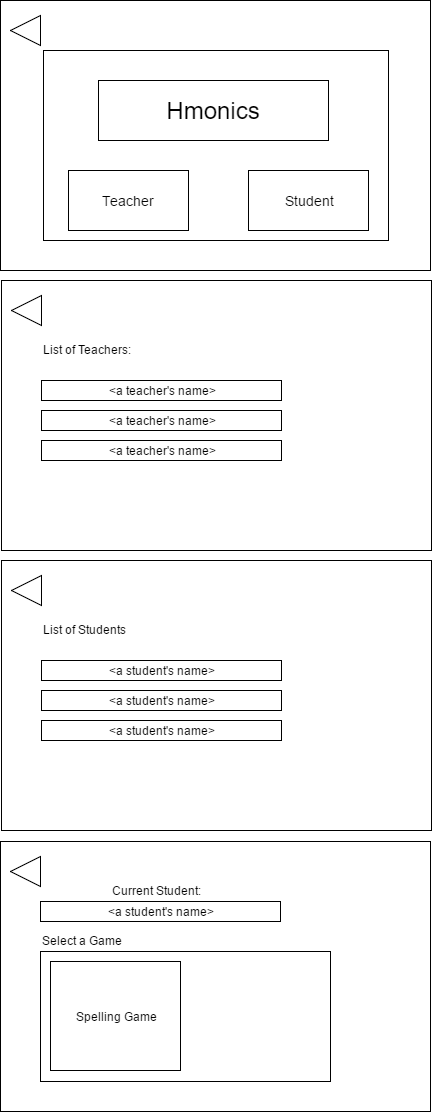 Hmonics
Teacher
Student
List of Teachers:
<a teacher's name>
<a teacher's name>
<a teacher's name>
List of Students
<a student's name>
<a student's name>
<a student's name>
Current Student:
<a student's name>
Select a Game
Spelling Game